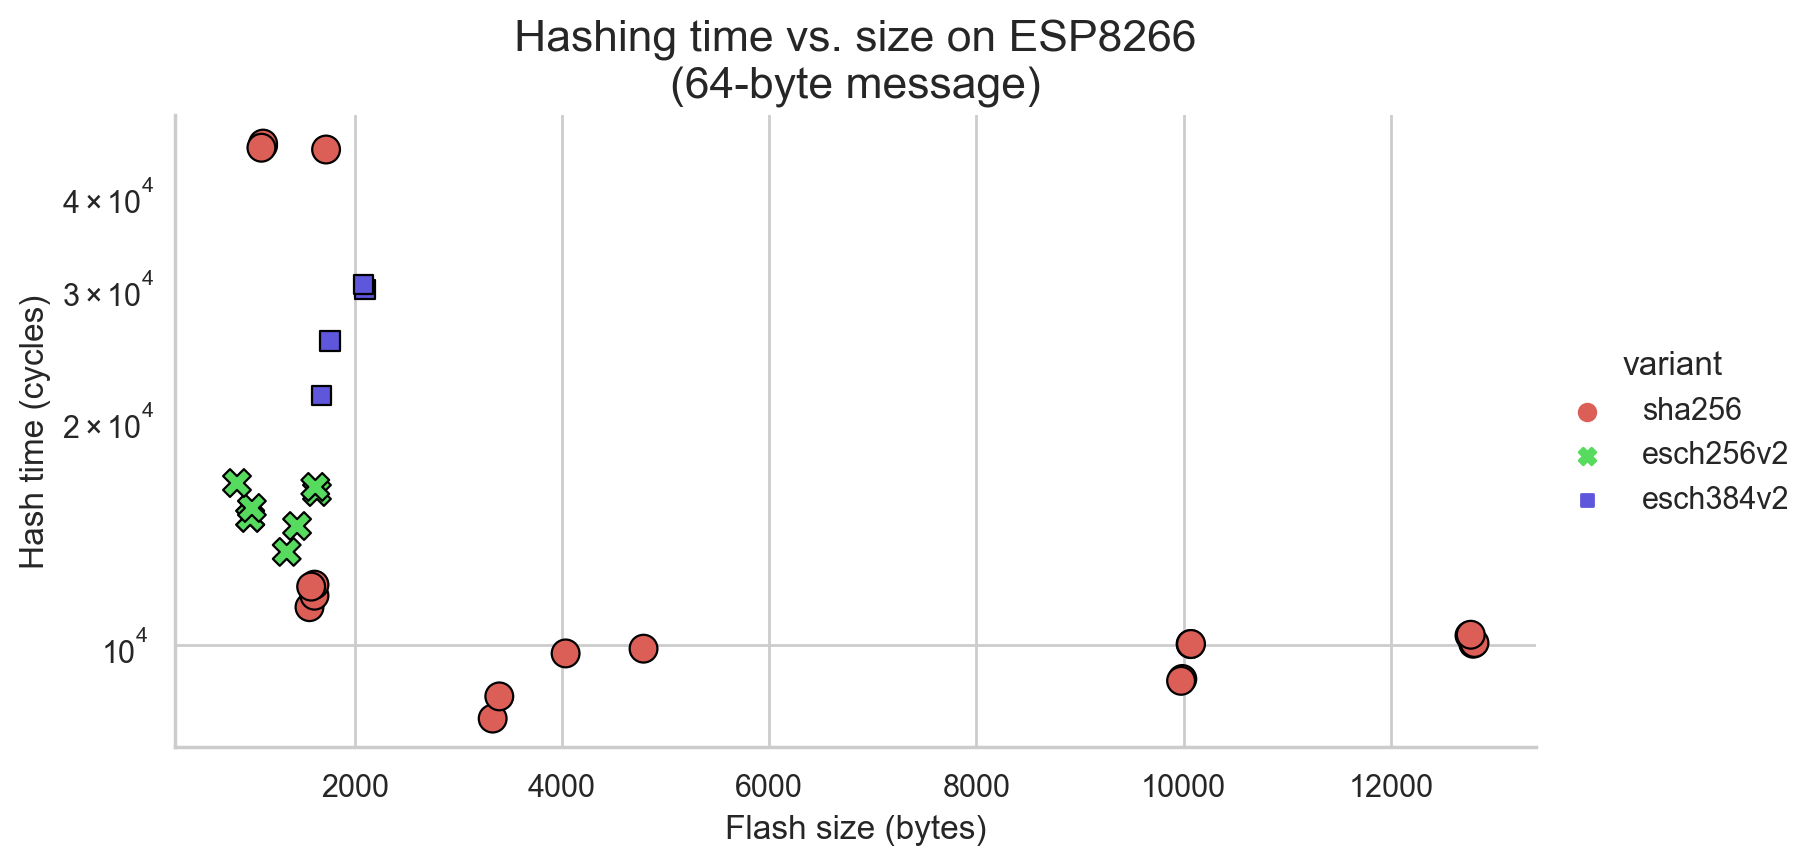 Hashing time vs. size on ESP8266
(64-byte message)
4 × 10⁴
3 × 10⁴
2 × 10⁴
10⁴
Hash time (cycles)
2000 4000 6000 8000 10000 12000
Flash size (bytes)
variant
sha256
esch256v2
esch384v2